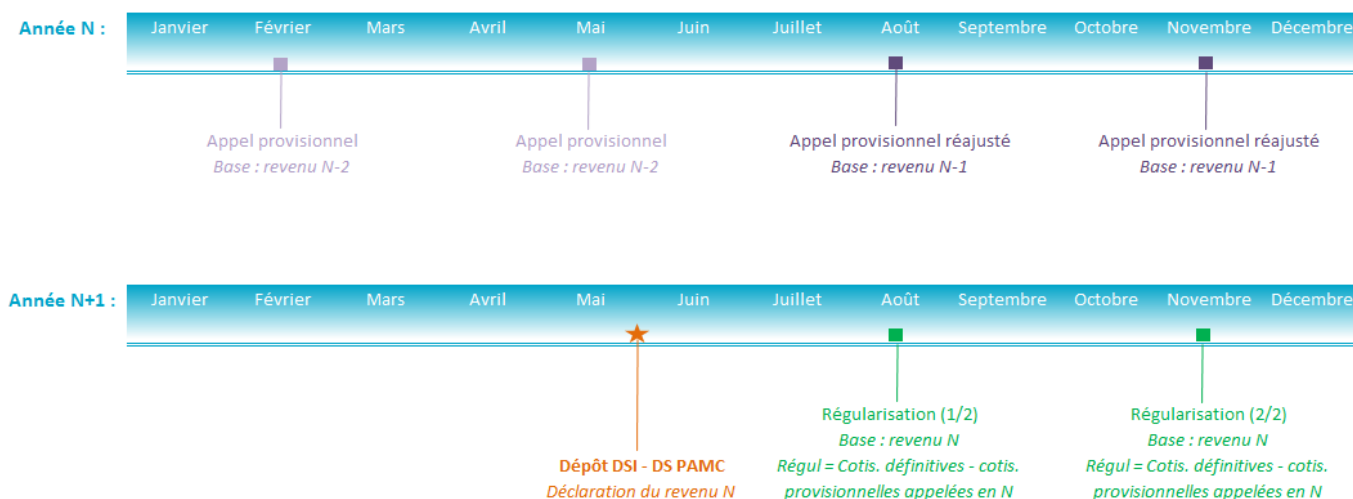 Année N : Janvier Février Mars Avril Mai Juin Juillet Août Septembre Octobre Novembre Décembre
Appel provisionnel Appel provisionnel Appel provisionnel réajusté Appel provisionnel réajusté
Base : revenu N-2 Base : revenu N-2 Base : revenu N-1 Base : revenu N-1
Année N+1 : Janvier Février Mars Avril Mai Juin Juillet Août Septembre Octobre Novembre Décembre
Régularisation (1/2) Régularisation (2/2)
Base : revenu N Base : revenu N
Dépôt DSI - DS PAMC Régul = Cotis. définitives - cotis. Régul = Cotis. définitives - cotis.
Déclaration du revenu N provisionnelles appelées en N provisionnelles appelées en N